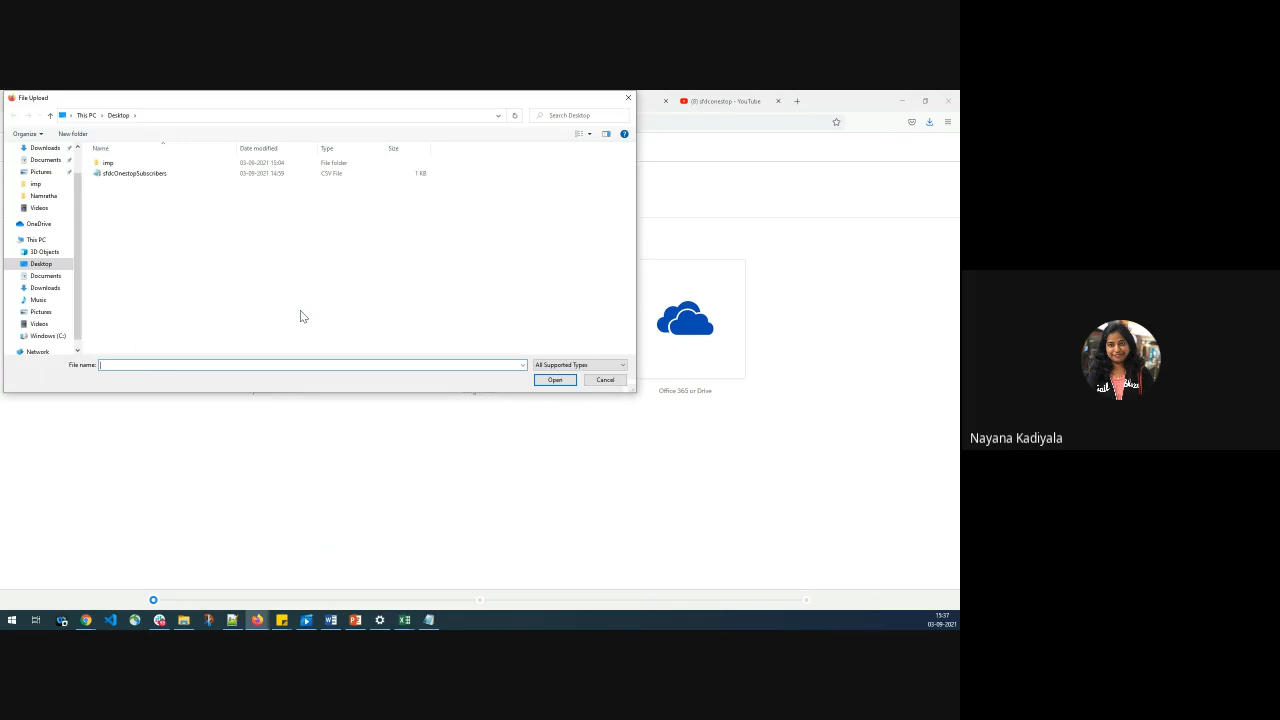 File Upload
This PC > Desktop >
Search Desktop
Organize
New folder
Name
Date modified
Type
Size
Downloads
Documents
Pictures
imp
Namratha
Videos
OneDrive
This PC
3D Objects
Desktop
Documents
Downloads
Music
Pictures
Videos
Windows (C:)
Network
imp 03-09-2021 15:04 File folder
sfdcOnestopSubscribers 03-09-2021 14:59 CSV File 1 KB
File name:
All Supported Types
Open
Cancel
(8) sfdconestop - YouTube
Office 365 or Drive
15:37
03-09-2021
Nayana Kadiyala